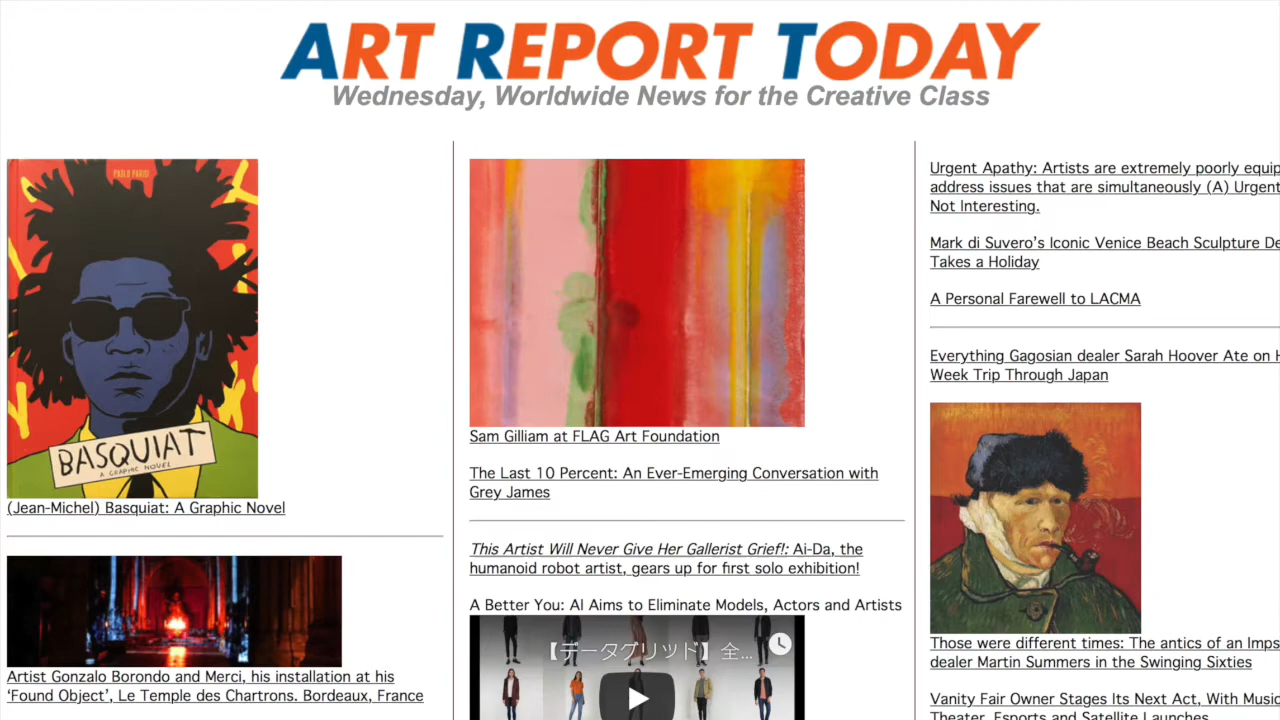 ART REPORT TODAY
Wednesday, Worldwide News for the Creative Class
PABLO PARISI
BASQUIAT
A GRAPHIC NOVEL
(Jean-Michel) Basquiat: A Graphic Novel
Artist Gonzalo Borondo and Merci, his installation at his
‘Found Object’, Le Temple des Chartrons. Bordeaux, France
Sam Gilliam at FLAG Art Foundation
The Last 10 Percent: An Ever-Emerging Conversation with
Grey James
This Artist Will Never Give Her Gallerist Grief!: Ai-Da, the
humanoid robot artist, gears up for first solo exhibition!
A Better You: AI Aims to Eliminate Models, Actors and Artists
【データグリッド】全...
Urgent Apathy: Artists are extremely poorly equip
address issues that are simultaneously (A) Urgent
Not Interesting.
Mark di Suvero’s Iconic Venice Beach Sculpture De
Takes a Holiday
A Personal Farewell to LACMA
Everything Gagosian dealer Sarah Hoover Ate on H
Week Trip Through Japan
Those were different times: The antics of an Imps
dealer Martin Summers in the Swinging Sixties
Vanity Fair Owner Stages Its Next Act, With Music
Theater, Esports and Satellite Launches